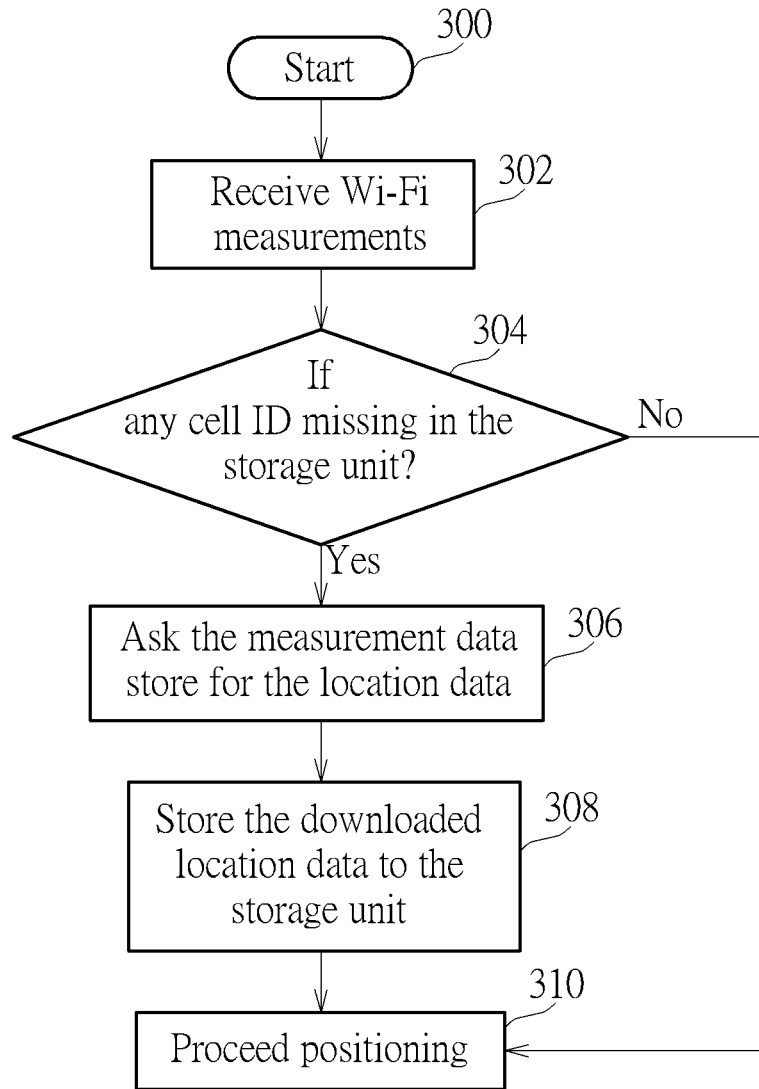 300
Start
302
Receive Wi-Fi
measurements
304
If
any cell ID missing in the
storage unit?
No
Yes
306
Ask the measurement data
store for the location data
308
Store the downloaded
location data to the
storage unit
310
Proceed positioning